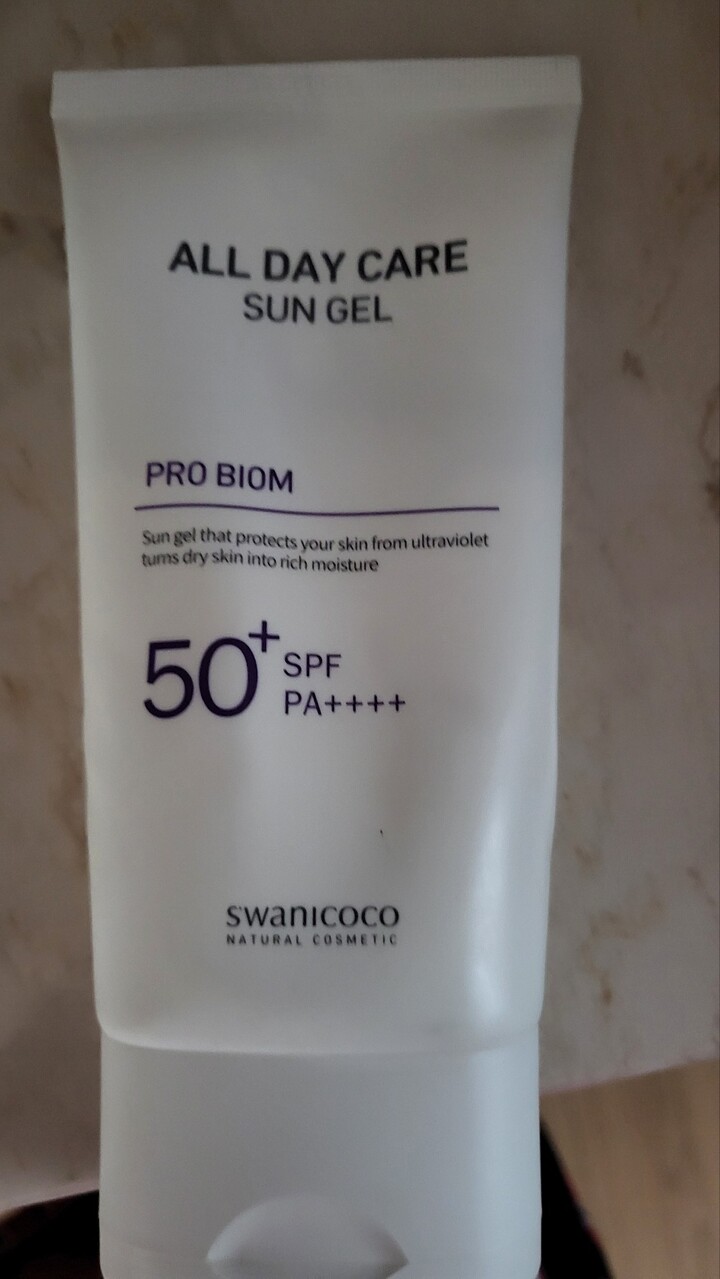 ALL DAY CARE
SUN GEL
PRO BIOM
Sun gel that protects your skin from ultraviolet
turns dry skin into rich moisture
50+ SPF
PA++++
swanicoco
NATURAL COSMETIC